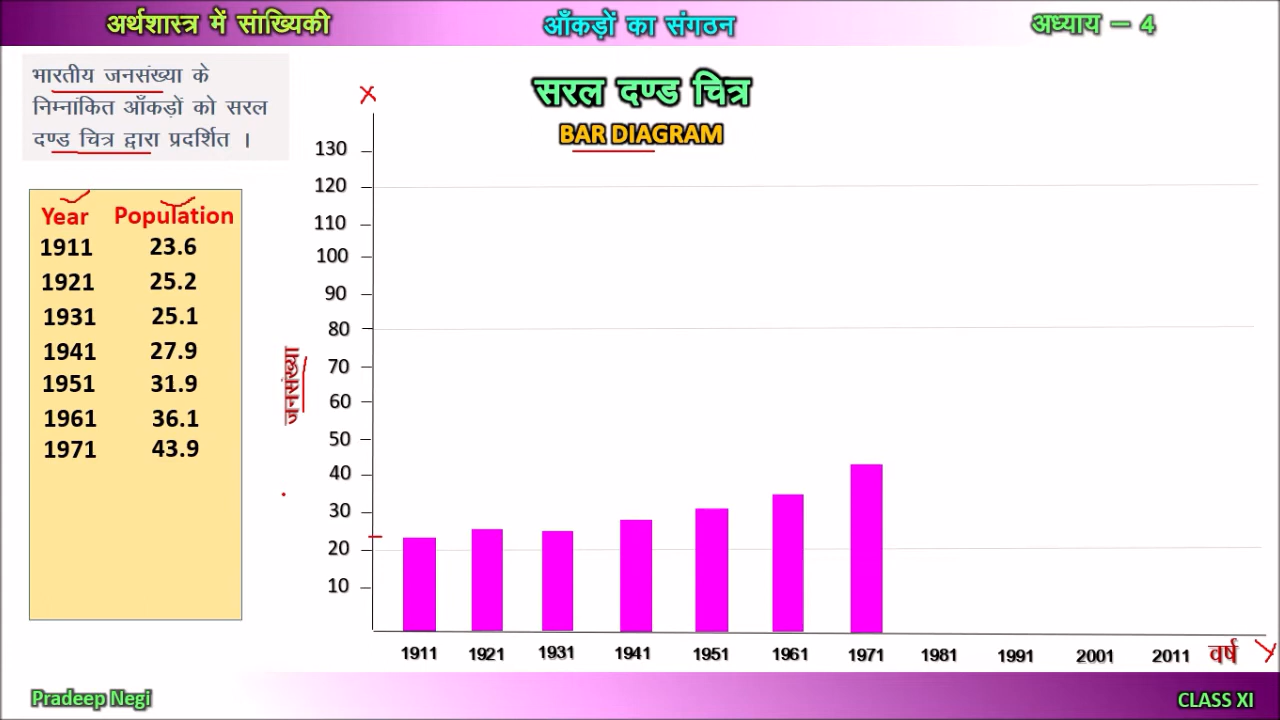 अर्थशास्त्र में सांख्यिकी
आँकड़ों का संगठन
अध्याय – 4
भारतीय जनसंख्या के
निम्नांकित आँकड़ों को सरल
दण्ड चित्र द्वारा प्रदर्शित ।
सरल दण्ड चित्र
BAR DIAGRAM
Year Population
1911 23.6
1921 25.2
1931 25.1
1941 27.9
1951 31.9
1961 36.1
1971 43.9
X
130
120
110
100
90
80
70
60
50
40
30
20
10
जनसंख्या
1911 1921 1931 1941 1951 1961 1971 1981 1991 2001 2011 वर्ष Y
Pradeep Negi
CLASS XI